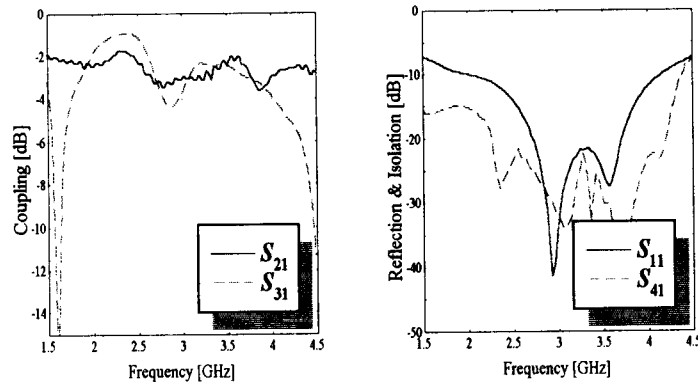 Coupling [dB]
0
-2
-4
-6
-8
-10
-12
-14
S21
S31
1.5 2 2.5 3 3.5 4 4.5
Frequency [GHz]
Reflection & Isolation [dB]
0
-10
-20
-30
-40
-50
S11
S41
1.5 2 2.5 3 3.5 4 4.5
Frequency [GHz]